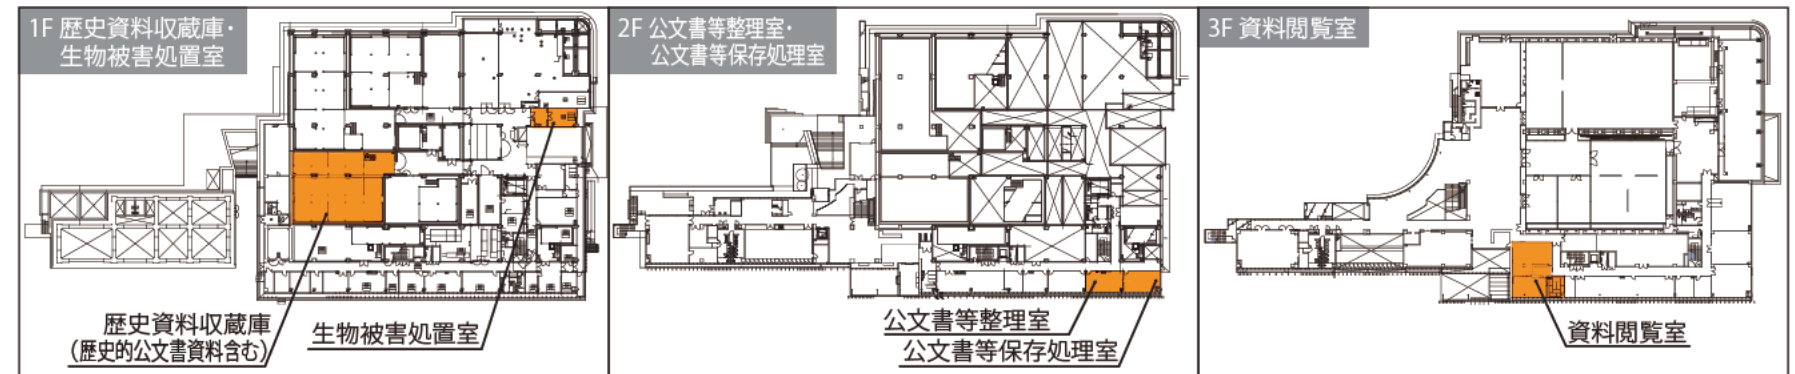 1F 歴史資料収蔵庫・
生物被害処置室
歴史資料収蔵庫
(歴史的公文書資料含む)
生物被害処置室
2F 公文書等整理室・
公文書等保存処理室
公文書等整理室
公文書等保存処理室
3F 資料閲覧室
資料閲覧室